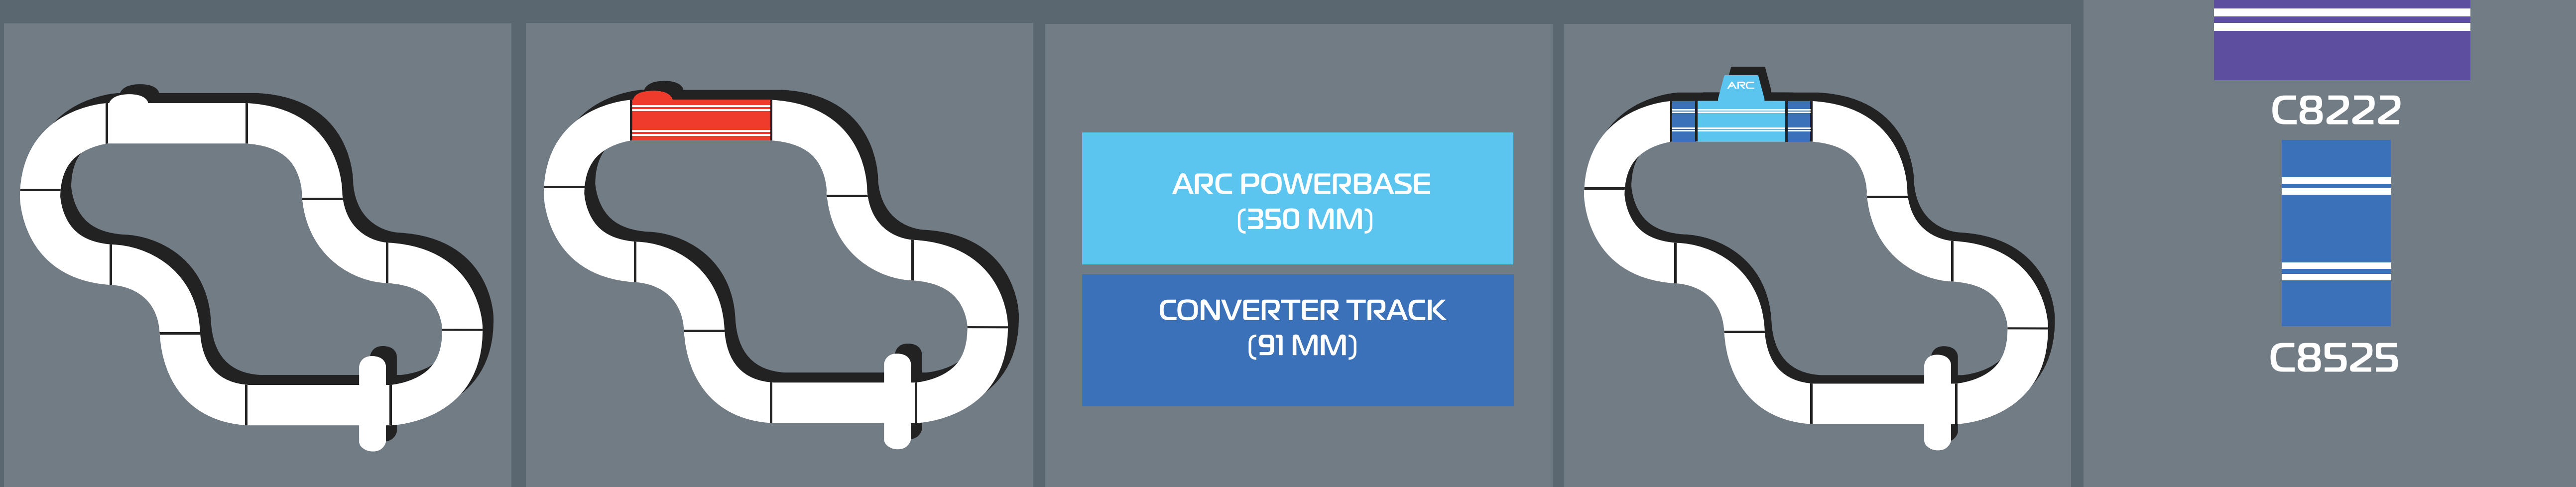 ARC POWERBASE
(350 MM)
CONVERTER TRACK
(91 MM)
ARC
C8222
C8525